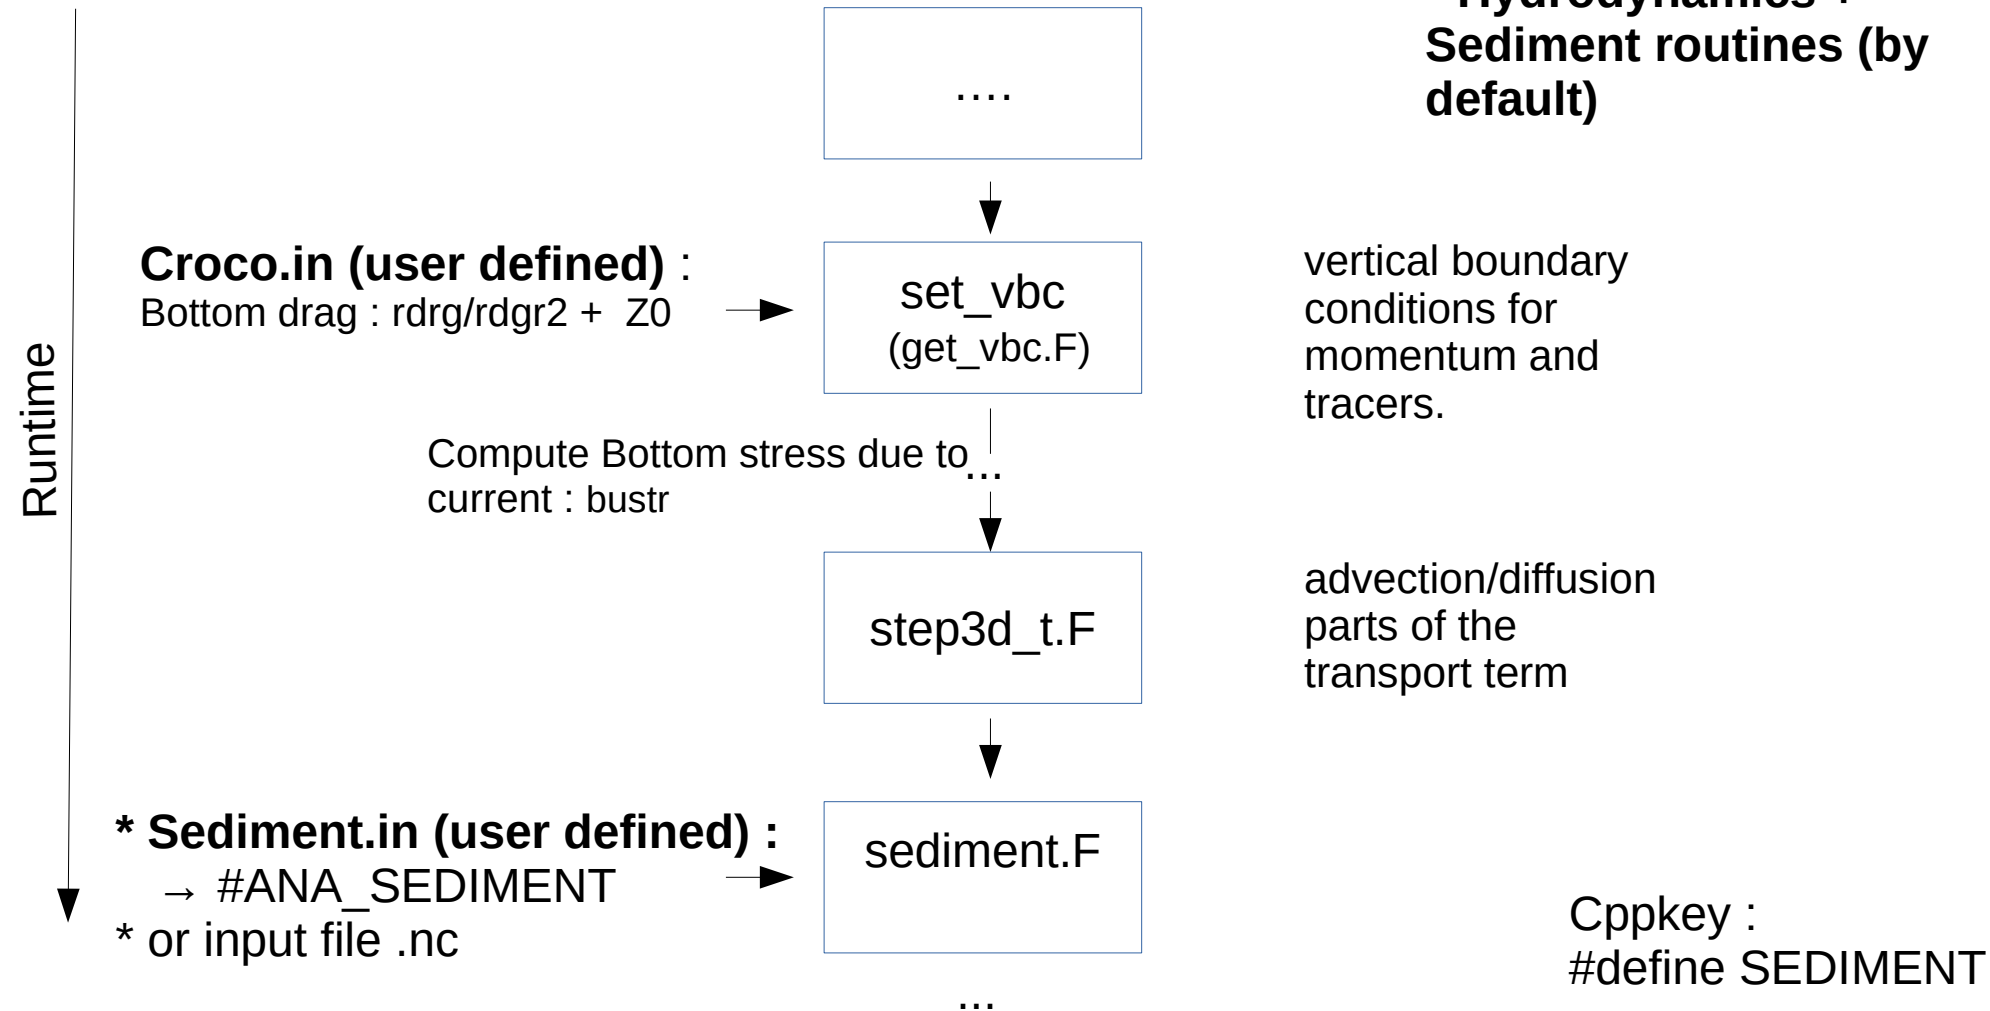 Hydrodynamics +
Sediment routines (by
default)
....
Croco.in (user defined) :
Bottom drag : rdrg/rdgr2 + Z0
set_vbc
(get_vbc.F)
vertical boundary
conditions for
momentum and
tracers.
Runtime
Compute Bottom stress due to
current : bustr
...
step3d_t.F
advection/diffusion
parts of the
transport term
* Sediment.in (user defined) :
→ #ANA_SEDIMENT
* or input file .nc
sediment.F
Cppkey :
#define SEDIMENT
...